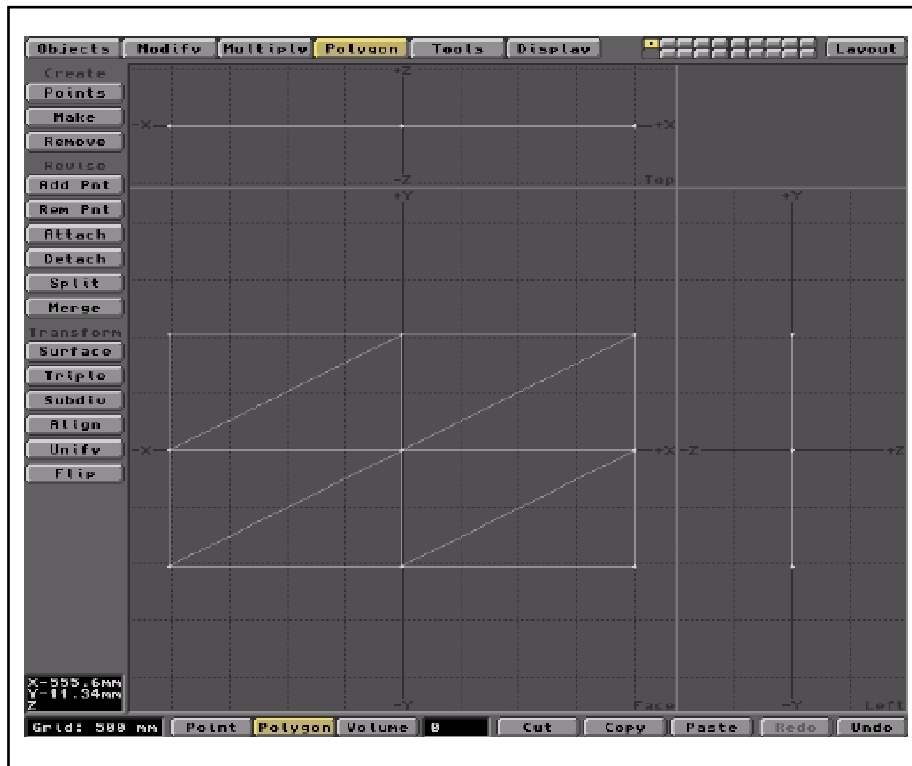 Objects Modify Multiply Polygon Tools Display Layout
Create
Points
Make
Remove
Revise
Add Pnt
Rem Pnt
Attach
Detach
Split
Merge
Transform
Surface
Triple
Subdiv
Align
Unify
Flip
+Z
-X +X
-Z Top
+Y +Y
-X +X -Z +Z
-Y Face -Y Left
X-555.6mm
Y-11.34mm
Z
Grid: 500 mm Point Polygon Volume 0 Cut Copy Paste Redo Undo